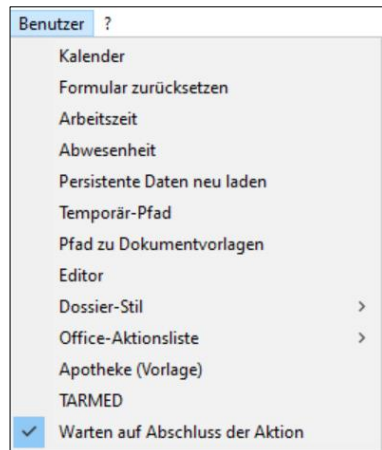 Benutzer ?
Kalender
Formular zurücksetzen
Arbeitszeit
Abwesenheit
Persistente Daten neu laden
Temporär-Pfad
Pfad zu Dokumentvorlagen
Editor
Dossier-Stil
Office-Aktionsliste
Apotheke (Vorlage)
TARMED
Warten auf Abschluss der Aktion